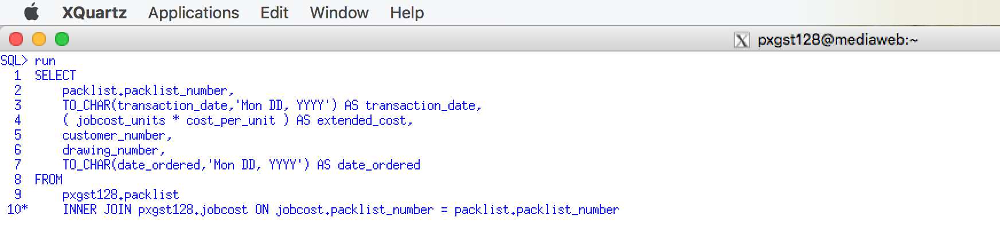 XQuartz Applications Edit Window Help
pxgst128@mediaweb:~
SQL> run
1 SELECT
2 packlist.packlist_number,
3 TO_CHAR(transaction_date,'Mon DD, YYYY') AS transaction_date,
4 ( jobcost_units * cost_per_unit ) AS extended_cost,
5 customer_number,
6 drawing_number,
7 TO_CHAR(date_ordered,'Mon DD, YYYY') AS date_ordered
8 FROM
9 pxgst128.packlist
10* INNER JOIN pxgst128.jobcost ON jobcost.packlist_number = packlist.packlist_number